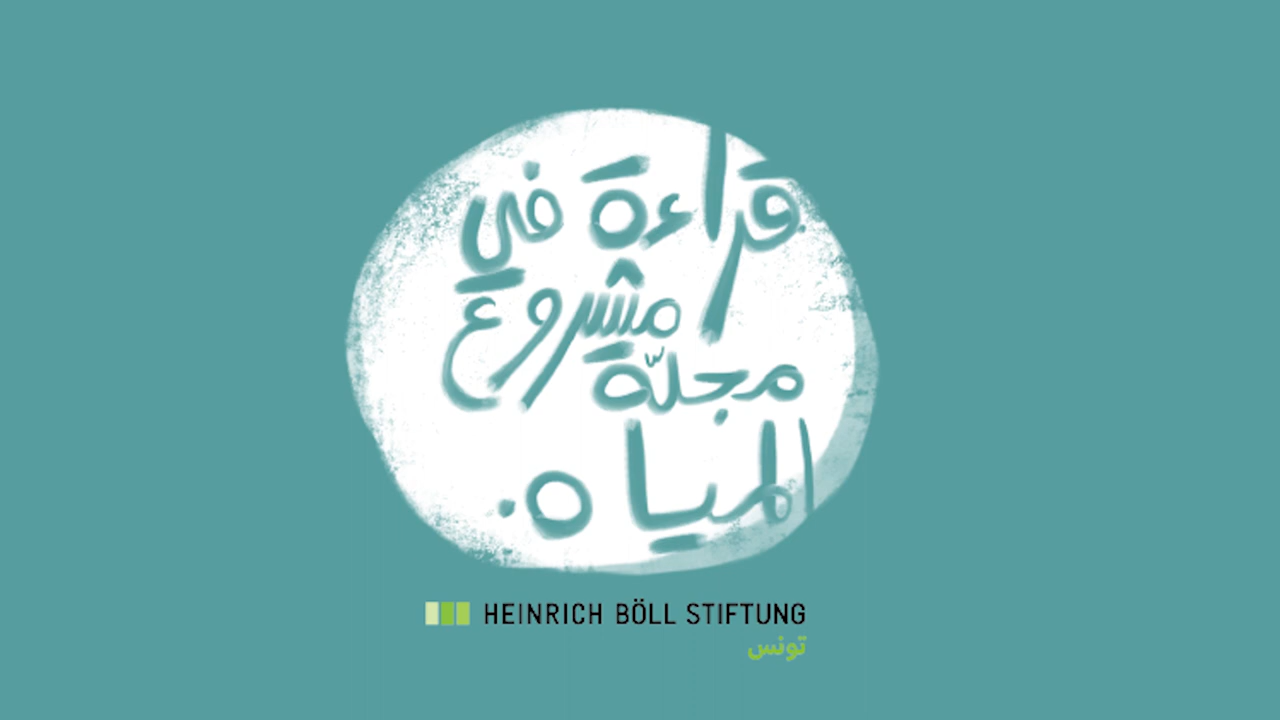 قراءة في
مشروع
مجلّة
المياه.
HEINRICH BÖLL STIFTUNG
تونس